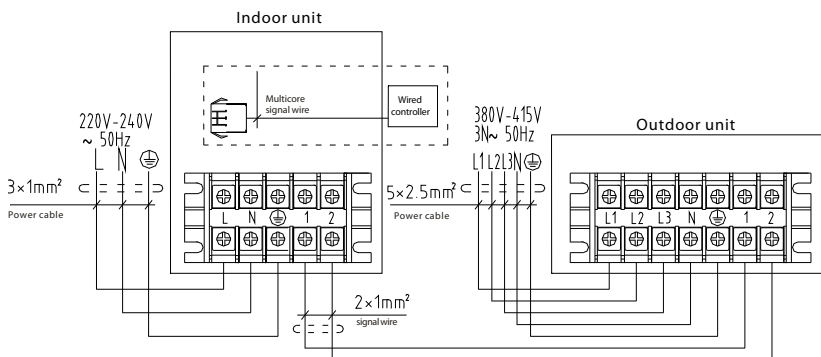 Indoor unit
Multicore
signal wire
Wired
controller
220V-240V
~ 50Hz
L N
3×1mm²
Power cable
L N 1 2
2×1mm²
signal wire
380V-415V
3N~ 50Hz
L1 L2 L3 N
5×2.5mm²
Power cable
Outdoor unit
L1 L2 L3 N 1 2